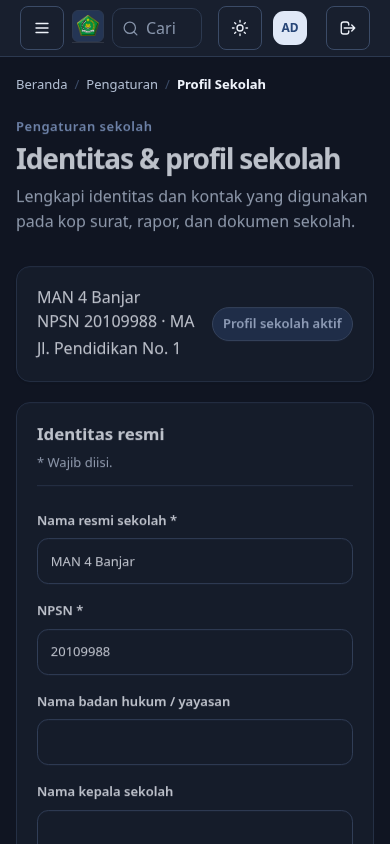 Cari
AD
Beranda / Pengaturan / Profil Sekolah
Pengaturan sekolah
Identitas & profil sekolah
Lengkapi identitas dan kontak yang digunakan
pada kop surat, rapor, dan dokumen sekolah.
MAN 4 Banjar
NPSN 20109988 · MA
Jl. Pendidikan No. 1
Profil sekolah aktif
Identitas resmi
* Wajib diisi.
Nama resmi sekolah *
MAN 4 Banjar
NPSN *
20109988
Nama badan hukum / yayasan
Nama kepala sekolah